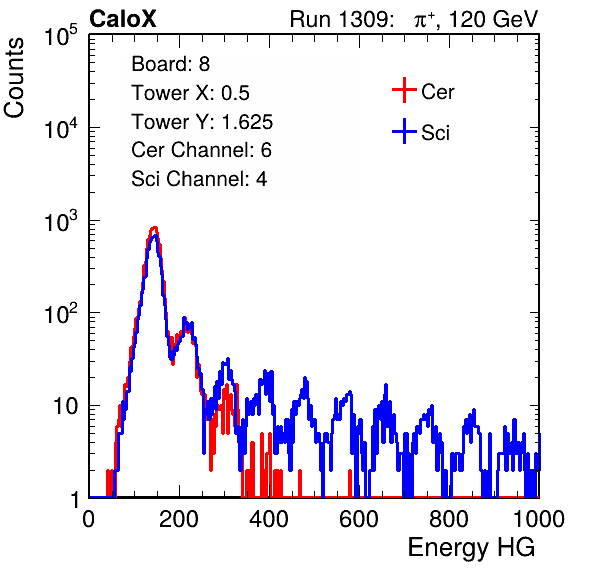 CaloX Run 1309: π⁺, 120 GeV
Counts
Board: 8
Tower X: 0.5
Tower Y: 1.625
Cer Channel: 6
Sci Channel: 4
Cer
Sci
10⁵
10⁴
10³
10²
10
1
0 200 400 600 800 1000
Energy HG